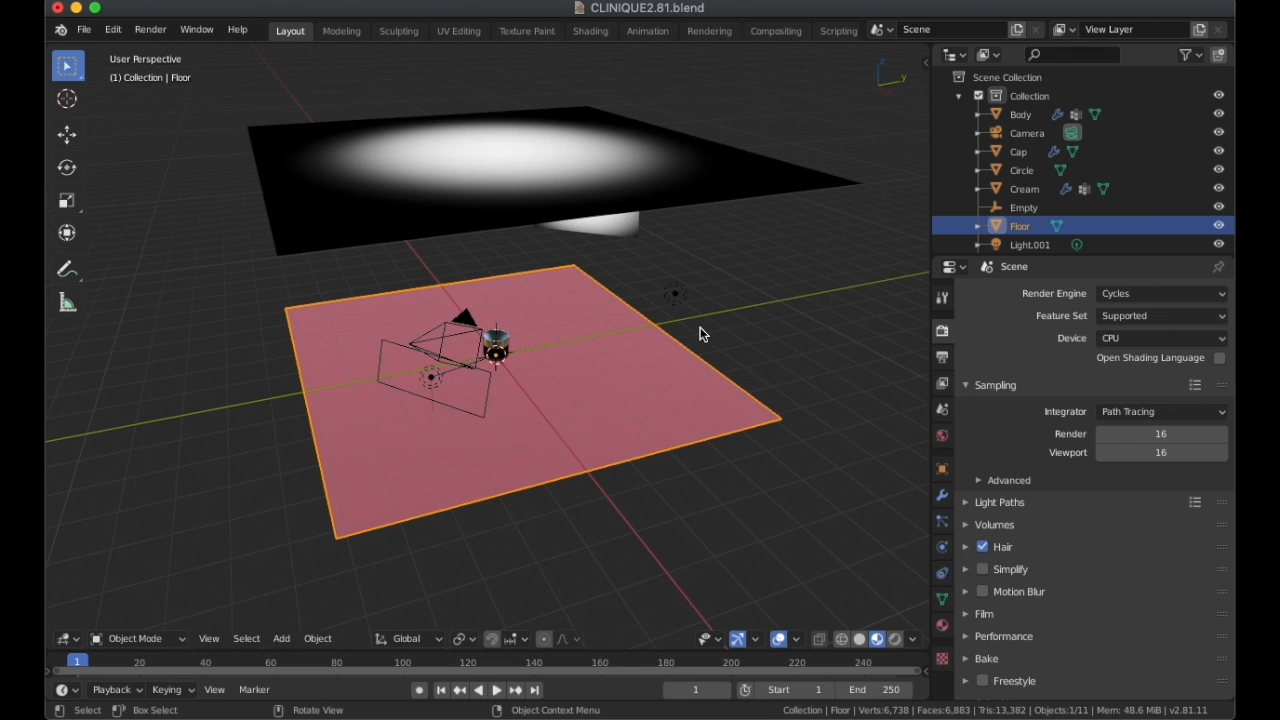 CLINIQUE2.81.blend
File Edit Render Window Help Layout Modeling Sculpting UV Editing Texture Paint Shading Animation Rendering Compositing Scripting Scene View Layer
User Perspective
(1) Collection | Floor
z
y
Scene Collection
Collection
Body
Camera
Cap
Circle
Cream
Empty
Floor
Light.001
Scene
Render Engine Cycles
Feature Set Supported
Device CPU
Open Shading Language
Sampling
Integrator Path Tracing
Render 16
Viewport 16
Advanced
Light Paths
Volumes
Hair
Simplify
Motion Blur
Film
Performance
Bake
Freestyle
Object Mode View Select Add Object Global
1 20 40 60 80 100 120 140 160 180 200 220 240
Playback Keying View Marker 1 Start 1 End 250
Select Box Select Rotate View Object Context Menu Collection | Floor | Verts:6,738 | Faces:6,883 | Tris:13,382 | Objects:1/11 | Mem: 48.6 MiB | v2.81.11